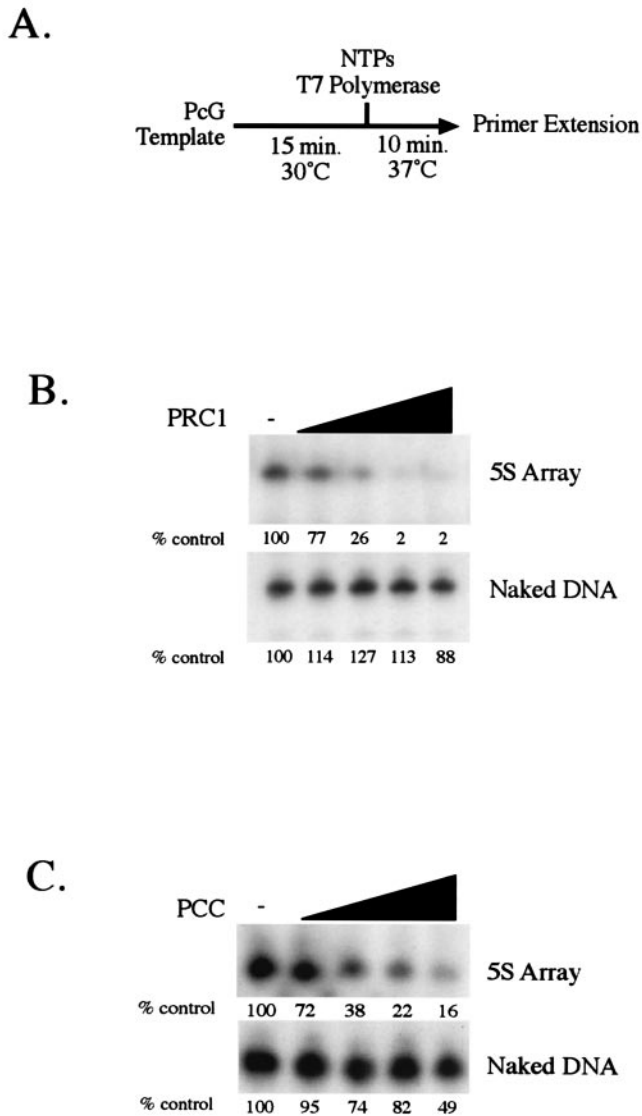 A.
NTPs
T7 Polymerase
PcG
Template
15 min.
30°C
10 min.
37°C
Primer Extension
B.
PRC1
-
5S Array
% control 100 77 26 2 2
Naked DNA
% control 100 114 127 113 88
C.
PCC
-
5S Array
% control 100 72 38 22 16
Naked DNA
% control 100 95 74 82 49